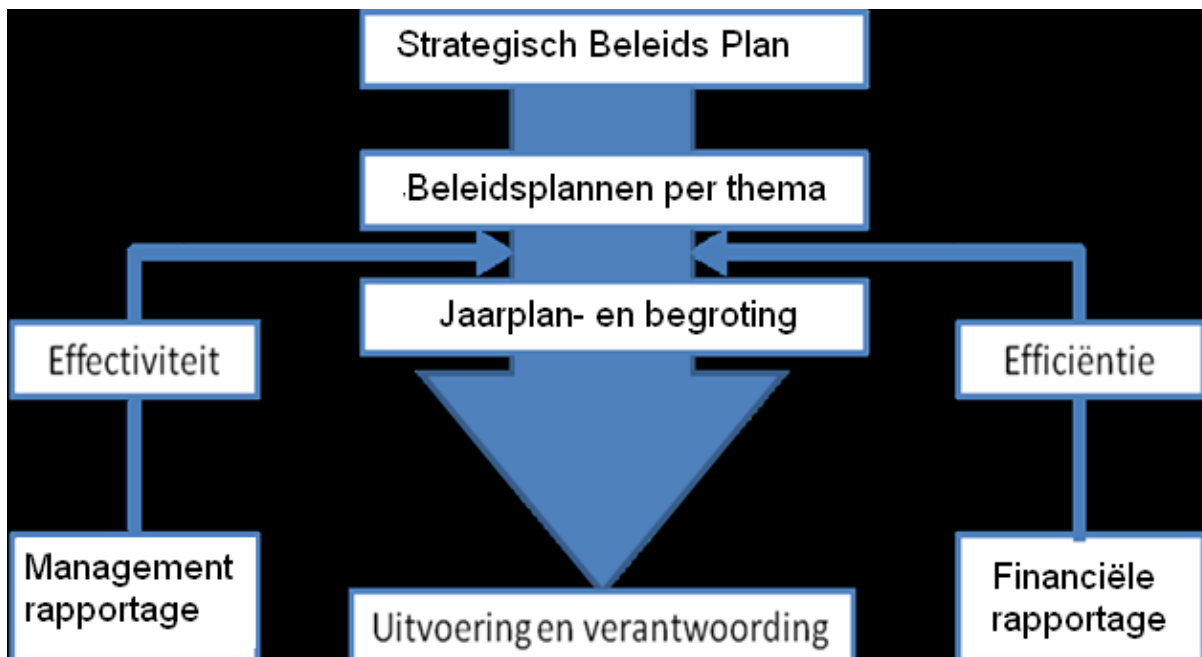 Strategisch Beleids Plan
Beleidsplannen per thema
Jaarplan- en begroting
Effectiviteit
Efficiëntie
Management
rapportage
Financiële
rapportage
Uitvoering en verantwoording